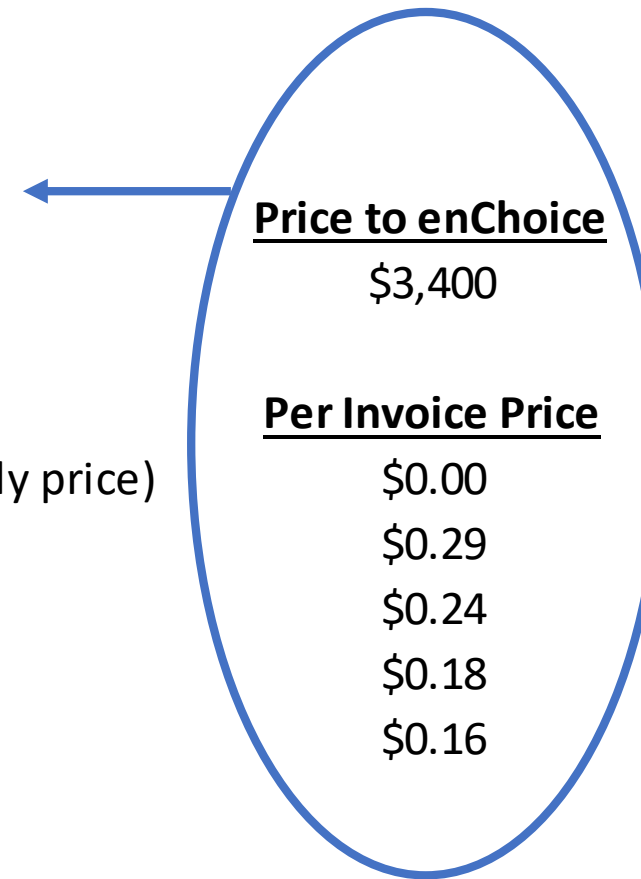 Price to enChoice
$3,400
Per Invoice Price
ly price) $0.00
$0.29
$0.24
$0.18
$0.16